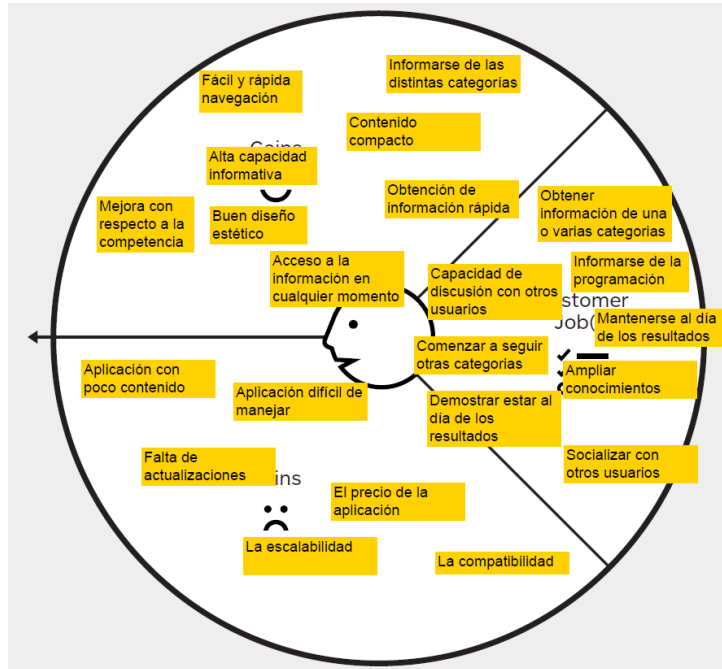 Informarse de las
distintas categorías
Fácil y rápida
navegación
Contenido
compacto
Gains
Alta capacidad
informativa
Obtención de
información rápida
Mejora con
respecto a la
competencia
Buen diseño
estético
Acceso a la
información en
cualquier momento
Obtener
información de una
o varias categorias
Informarse de la
programación
Capacidad de
discusión con otros
usuarios
stomer
Job(
Mantenerse al día
de los resultados
Comenzar a seguir
otras categorias
Ampliar
conocimientos
Demostrar estar al
día de los
resultados
Socializar con
otros usuarios
Aplicación con
poco contenido
Aplicación difícil de
manejar
Falta de
actualizaciones
ins
El precio de la
aplicación
La escalabilidad
La compatibilidad